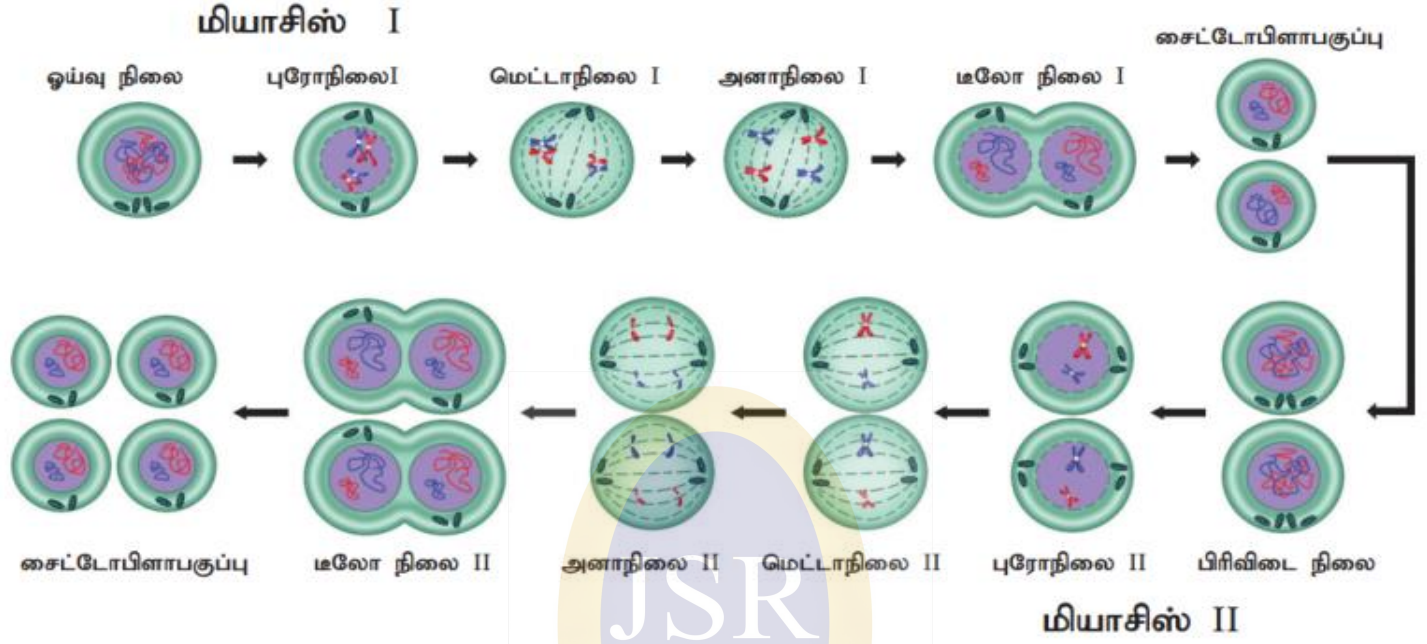 மியாசிஸ் I
சைட்டோபிளாபகுப்பு
ஓய்வு நிலை
புரோநிலைI
மெட்டாநிலை I
அனாநிலை I
டீலோ நிலை I
சைட்டோபிளாபகுப்பு
டீலோ நிலை II
அனாநிலை II
மெட்டாநிலை II
புரோநிலை II
பிரிவிடை நிலை
JSR
மியாசிஸ் II